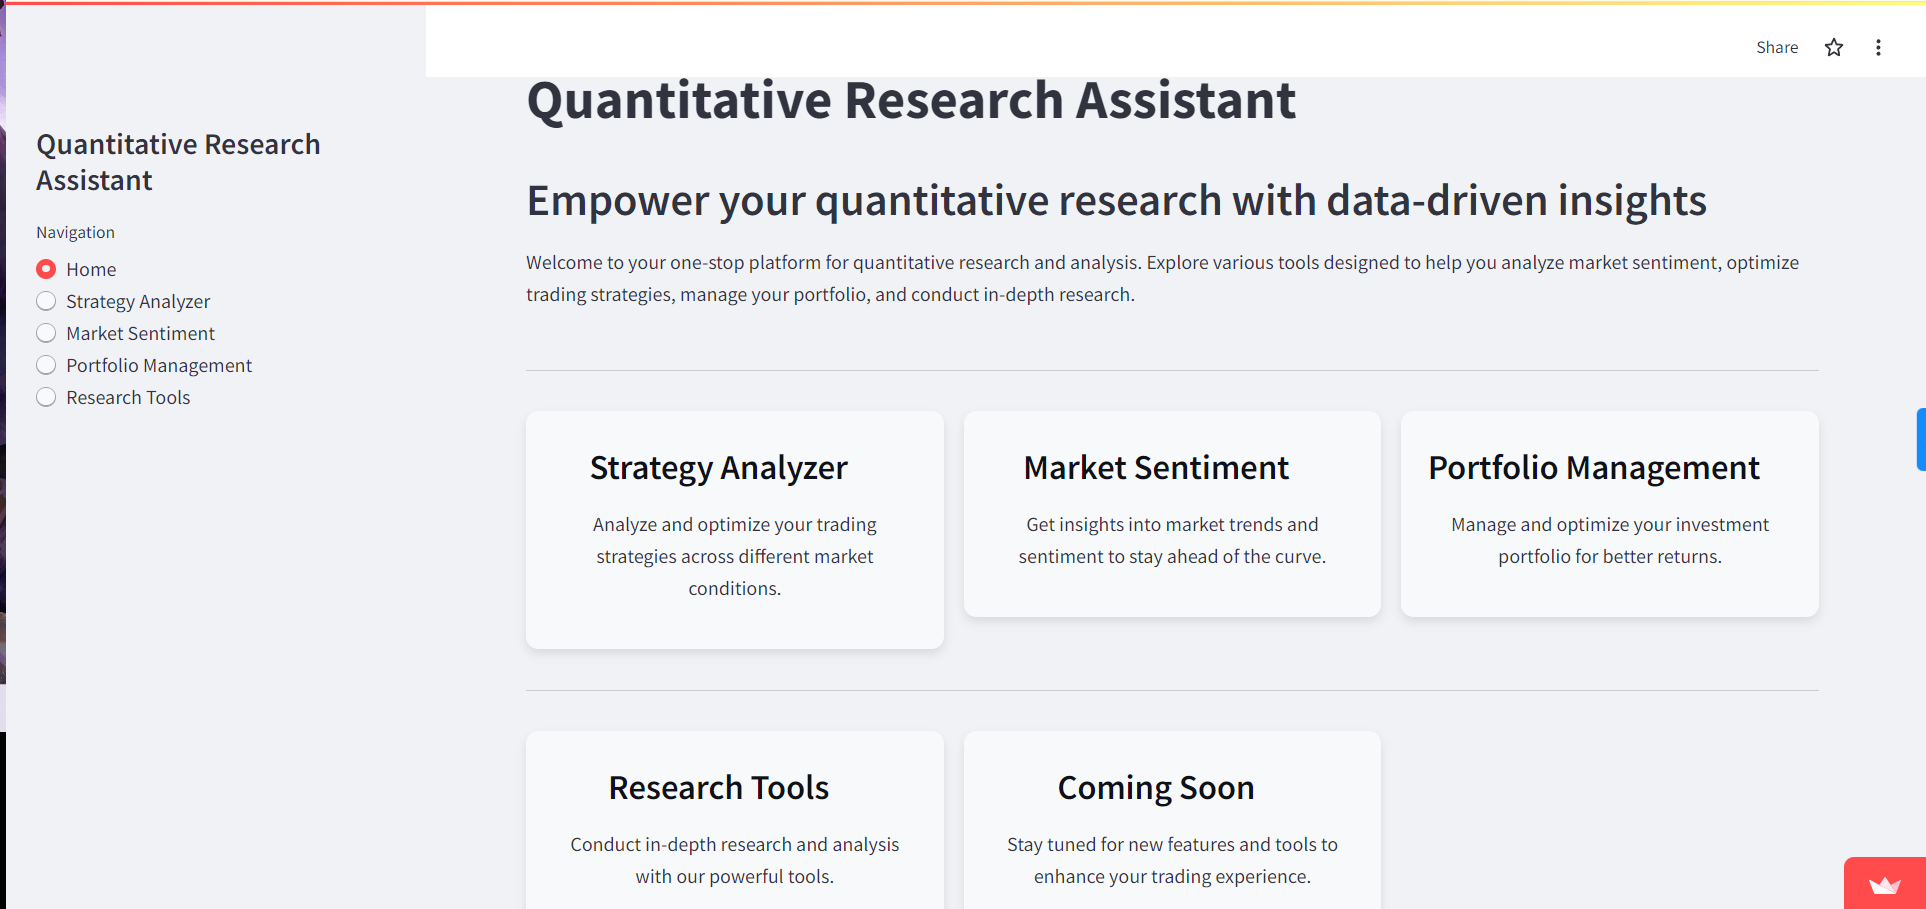 Share
Quantitative Research
Assistant
Navigation
Home
Strategy Analyzer
Market Sentiment
Portfolio Management
Research Tools
Quantitative Research Assistant
Empower your quantitative research with data-driven insights
Welcome to your one-stop platform for quantitative research and analysis. Explore various tools designed to help you analyze market sentiment, optimize
trading strategies, manage your portfolio, and conduct in-depth research.
Strategy Analyzer
Analyze and optimize your trading
strategies across different market
conditions.
Market Sentiment
Get insights into market trends and
sentiment to stay ahead of the curve.
Portfolio Management
Manage and optimize your investment
portfolio for better returns.
Research Tools
Conduct in-depth research and analysis
with our powerful tools.
Coming Soon
Stay tuned for new features and tools to
enhance your trading experience.